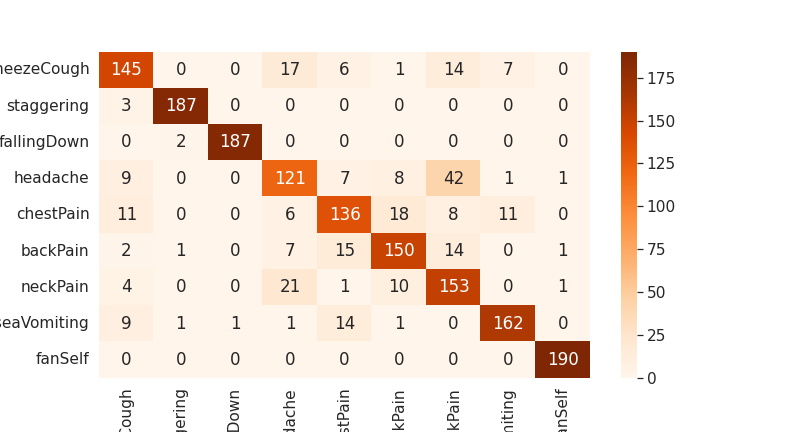 neezeCough 145 0 0 17 6 1 14 7 0
staggering 3 187 0 0 0 0 0 0 0
fallingDown 0 2 187 0 0 0 0 0 0
headache 9 0 0 121 7 8 42 1 1
chestPain 11 0 0 6 136 18 8 11 0
backPain 2 1 0 7 15 150 14 0 1
neckPain 4 0 0 21 1 10 153 0 1
seaVomiting 9 1 1 1 14 1 0 162 0
fanSelf 0 0 0 0 0 0 0 0 190
Cough gering Down dache stPain kPain kPain miting anSelf
175
150
125
100
75
50
25
0